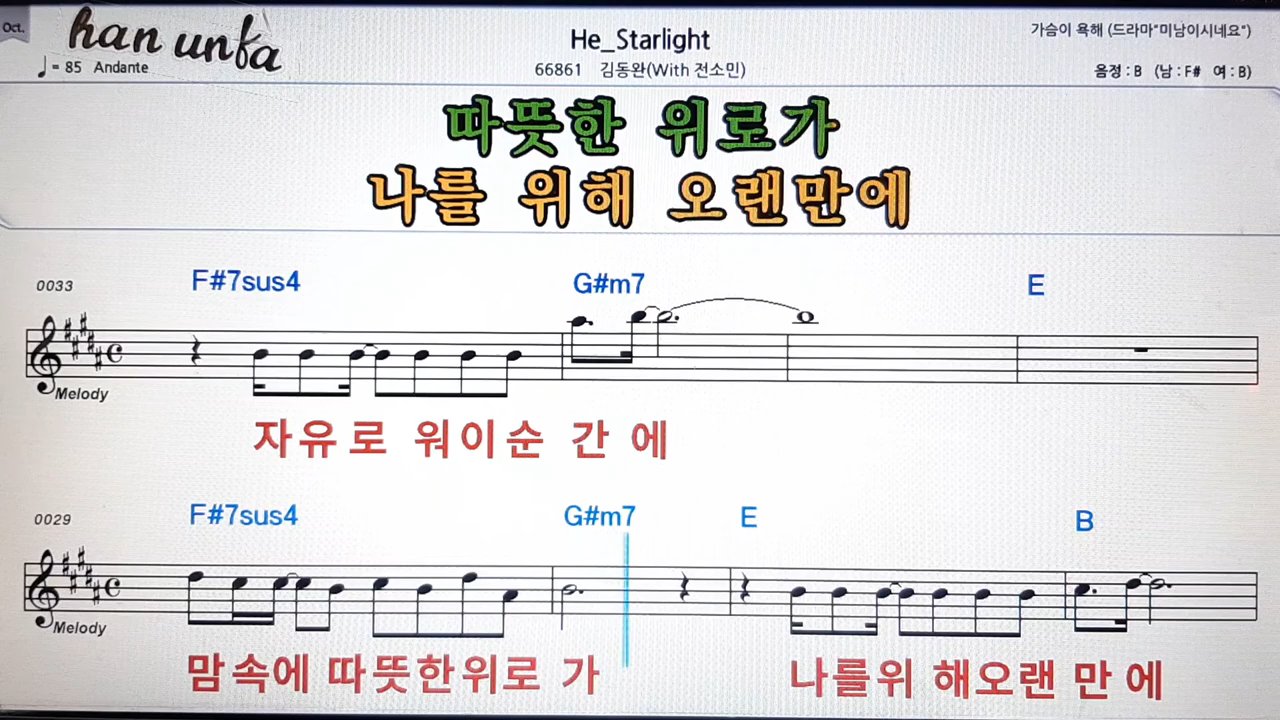 Oct.
han unfa
♩= 85 Andante
He_Starlight
66861 김동완(With 전소민)
가슴이 욕해 (드라마"미남이시네요")
음정 : B (남 : F# 여 : B)
따뜻한 위로가
나를 위해 오랜만에
0033
F#7sus4 G#m7 E
Melody
자유로 워이순 간 에
0029
F#7sus4 G#m7 E B
Melody
맘속에 따뜻한위로 가 나를위 해오랜 만 에